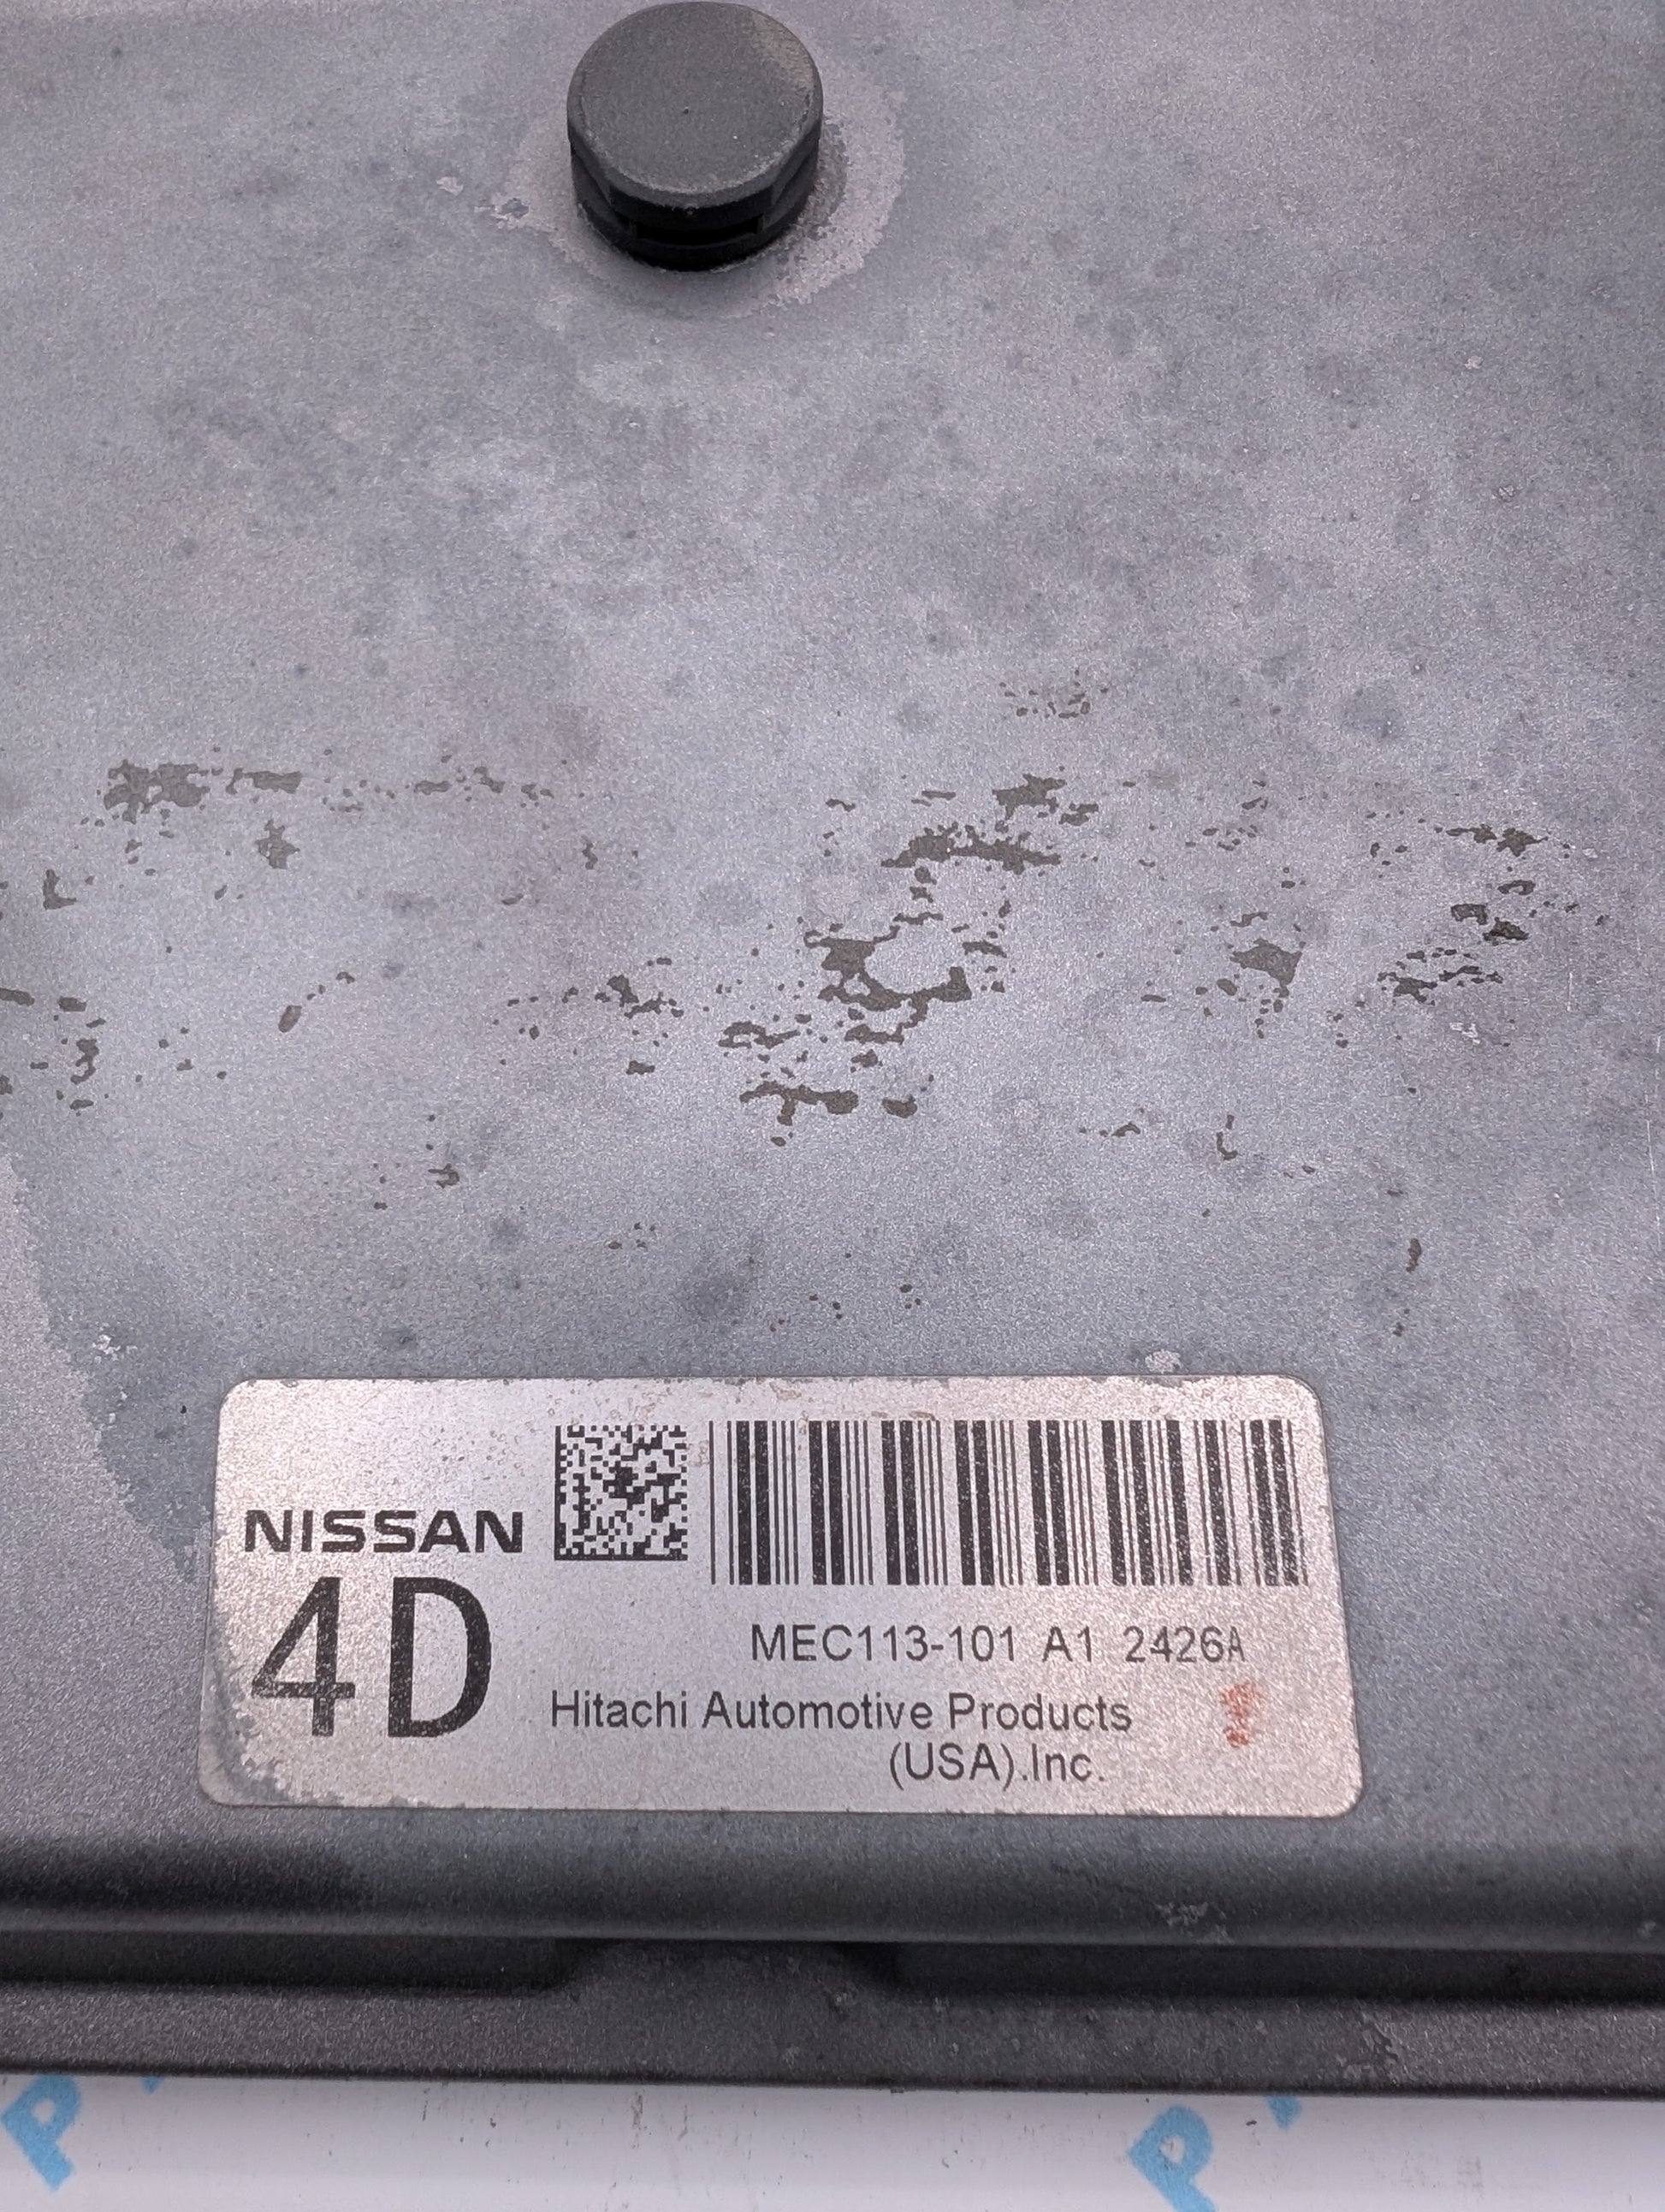 NISSAN
4D
MEC113-101 A1 2426A
Hitachi Automotive Products
(USA).Inc.